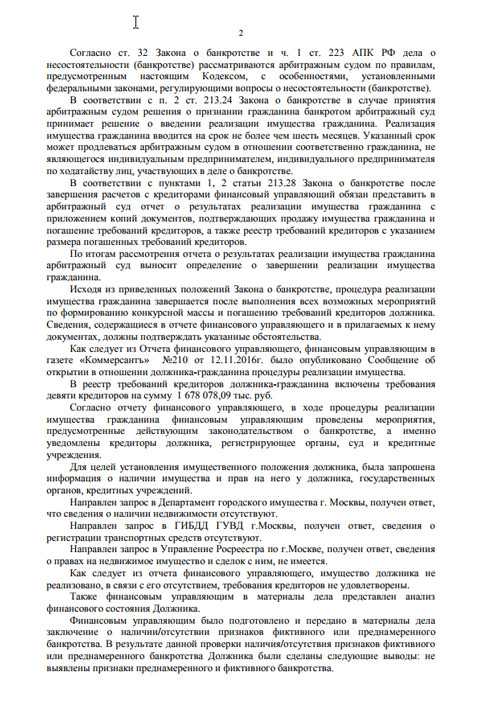 2
Согласно ст. 32 Закона о банкротстве и ч. 1 ст. 223 АПК РФ дела о
несостоятельности (банкротстве) рассматриваются арбитражным судом по правилам,
предусмотренным настоящим Кодексом, с особенностями, установленными
федеральными законами, регулирующими вопросы о несостоятельности (банкротстве).
В соответствии с п. 2 ст. 213.24 Закона о банкротстве в случае принятия
арбитражным судом решения о признании гражданина банкротом арбитражный суд
принимает решение о введении реализации имущества гражданина. Реализация
имущества гражданина вводится на срок не более чем шесть месяцев. Указанный срок
может продлеваться арбитражным судом в отношении соответственно гражданина, не
являющегося индивидуальным предпринимателем, индивидуального предпринимателя
по ходатайству лиц, участвующих в деле о банкротстве.
В соответствии с пунктами 1, 2 статьи 213.28 Закона о банкротстве после
завершения расчетов с кредиторами финансовый управляющий обязан представить в
арбитражный суд отчет о результатах реализации имущества гражданина с
приложением копий документов, подтверждающих продажу имущества гражданина и
погашение требований кредиторов, а также реестр требований кредиторов с указанием
размера погашенных требований кредиторов.
По итогам рассмотрения отчета о результатах реализации имущества гражданина
арбитражный суд выносит определение о завершении реализации имущества
гражданина.
Исходя из приведенных положений Закона о банкротстве, процедура реализации
имущества гражданина завершается после выполнения всех возможных мероприятий
по формированию конкурсной массы и погашению требований кредиторов должника.
Сведения, содержащиеся в отчете финансового управляющего и в прилагаемых к нему
документах, должны подтверждать указанные обстоятельства.
Как следует из Отчета финансового управляющего, финансовым управляющим в
газете «Коммерсантъ» №210 от 12.11.2016г. было опубликовано Сообщение об
открытии в отношении должника-гражданина процедуры реализации имущества.
В реестр требований кредиторов должника-гражданина включены требования
девяти кредиторов на сумму 1 678 078,09 тыс. руб.
Согласно отчету финансового управляющего, в ходе процедуры реализации
имущества гражданина финансовым управляющим проведены мероприятия,
предусмотренные действующим законодательством о банкротстве, а именно
уведомлены кредиторы должника, регистрирующее органы, суд и кредитные
учреждения.
Для целей установления имущественного положения должника, была запрошена
информация о наличии имущества и прав на него у должника, государственных
органов, кредитных учреждений.
Направлен запрос в Департамент городского имущества г. Москвы, получен ответ,
что сведения о наличии недвижимости отсутствуют.
Направлен запрос в ГИБДД ГУВД г.Москвы, получен ответ, сведения о
регистрации транспортных средств отсутствуют.
Направлен запрос в Управление Росреестра по г.Москве, получен ответ, сведения
о правах на недвижимое имущество и сделок с ним, не имеется.
Как следует из отчета финансового управляющего, имущество должника не
реализовано, в связи с его отсутствием, требования кредиторов не удовлетворены.
Также финансовым управляющим в материалы дела представлен анализ
финансового состояния Должника.
Финансовым управляющим было подготовлено и передано в материалы дела
заключение о наличии/отсутствии признаков фиктивного или преднамеренного
банкротства. В результате данной проверки наличия/отсутствия признаков фиктивного
или преднамеренного банкротства Должника были сделаны следующие выводы: не
выявлены признаки преднамеренного и фиктивного банкротства.